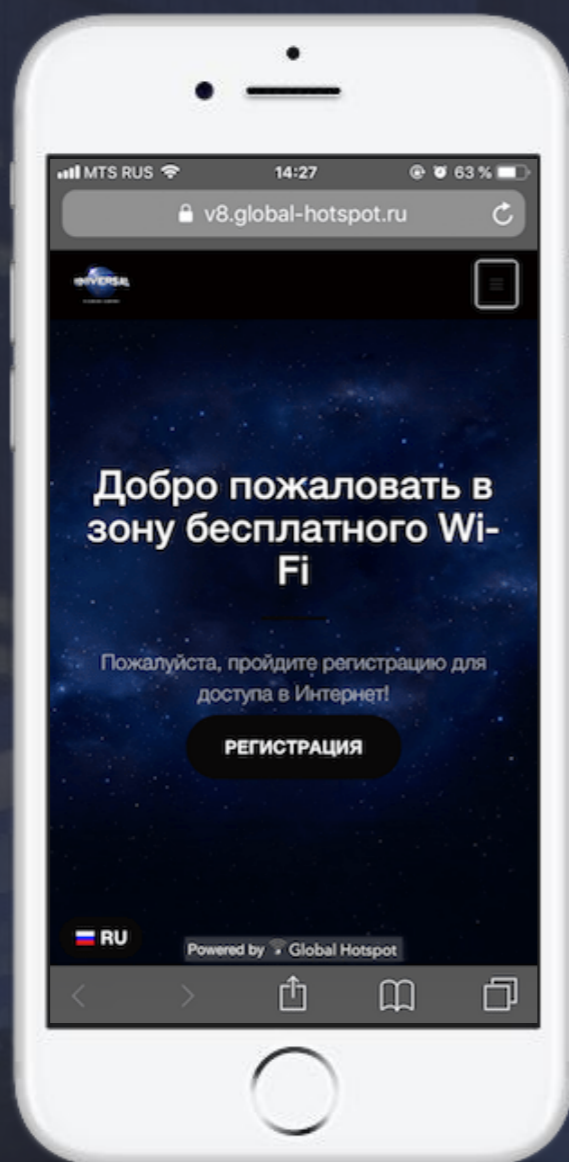 MTS RUS 14:27 63 %
v8.global-hotspot.ru
UNIVERSAL
Добро пожаловать в
зону бесплатного Wi-
Fi
Пожалуйста, пройдите регистрацию для
доступа в Интернет!
РЕГИСТРАЦИЯ
RU
Powered by Global Hotspot